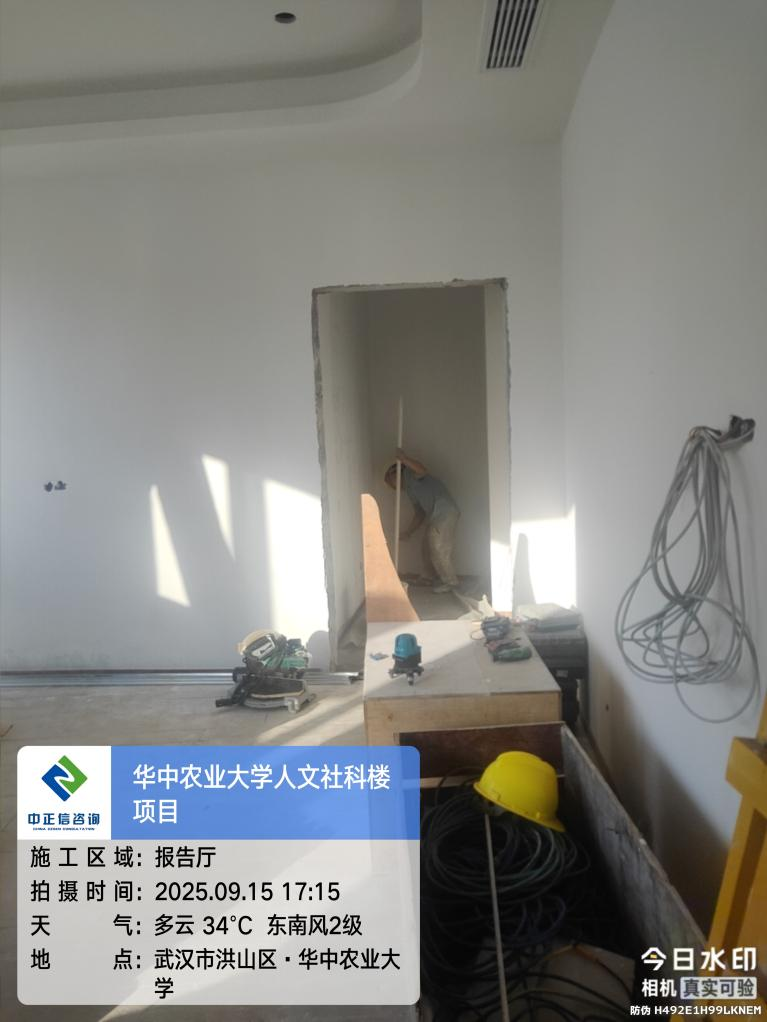 中正信咨询
华中农业大学人文社科楼
项目
施工区域：报告厅
拍摄时间：2025.09.15 17:15
天气：多云 34℃ 东南风2级
地点：武汉市洪山区·华中农业大
学
今日水印
相机 真实可验
防伪 H492E1H99LKNEM